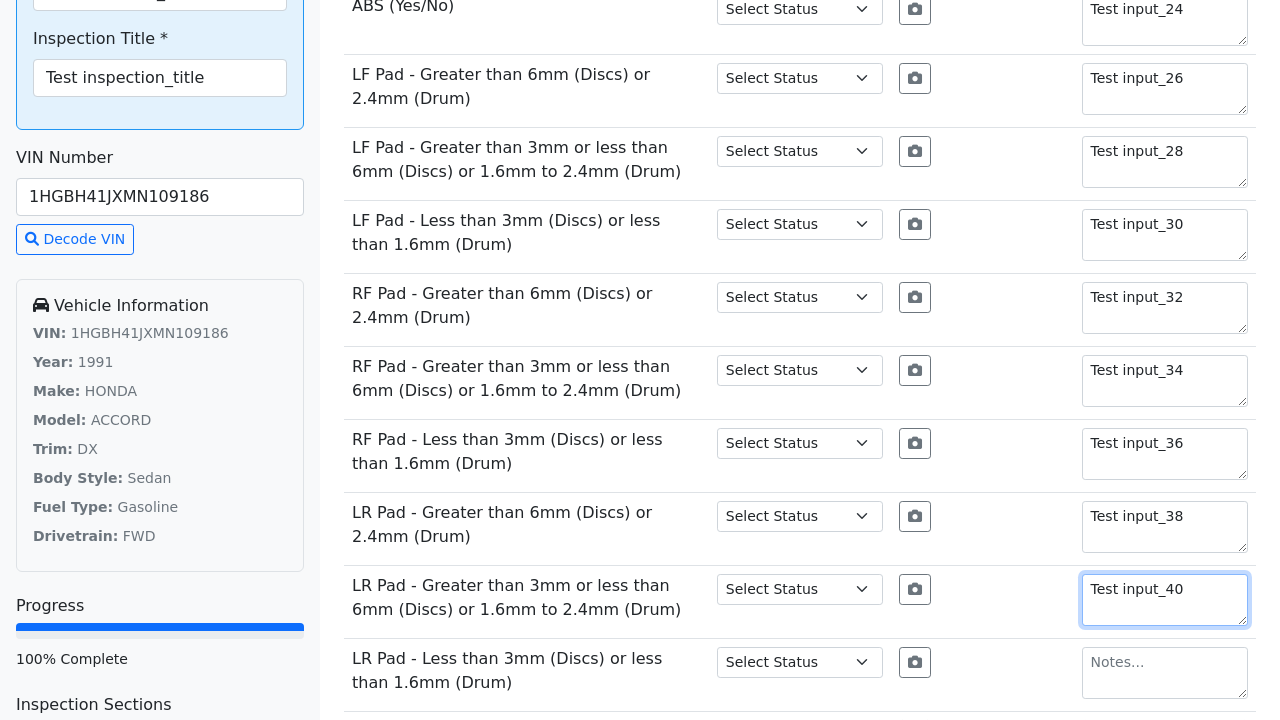 Inspection Title *
Test inspection_title
VIN Number
1HGBH41JXMN109186
Decode VIN
Vehicle Information
VIN: 1HGBH41JXMN109186
Year: 1991
Make: HONDA
Model: ACCORD
Trim: DX
Body Style: Sedan
Fuel Type: Gasoline
Drivetrain: FWD
Progress
100% Complete
Inspection Sections
ABS (Yes/No)
Select Status
Test input_24
LF Pad - Greater than 6mm (Discs) or
2.4mm (Drum)
Select Status
Test input_26
LF Pad - Greater than 3mm or less than
6mm (Discs) or 1.6mm to 2.4mm (Drum)
Select Status
Test input_28
LF Pad - Less than 3mm (Discs) or less
than 1.6mm (Drum)
Select Status
Test input_30
RF Pad - Greater than 6mm (Discs) or
2.4mm (Drum)
Select Status
Test input_32
RF Pad - Greater than 3mm or less than
6mm (Discs) or 1.6mm to 2.4mm (Drum)
Select Status
Test input_34
RF Pad - Less than 3mm (Discs) or less
than 1.6mm (Drum)
Select Status
Test input_36
LR Pad - Greater than 6mm (Discs) or
2.4mm (Drum)
Select Status
Test input_38
LR Pad - Greater than 3mm or less than
6mm (Discs) or 1.6mm to 2.4mm (Drum)
Select Status
Test input_40
LR Pad - Less than 3mm (Discs) or less
than 1.6mm (Drum)
Select Status
Notes...